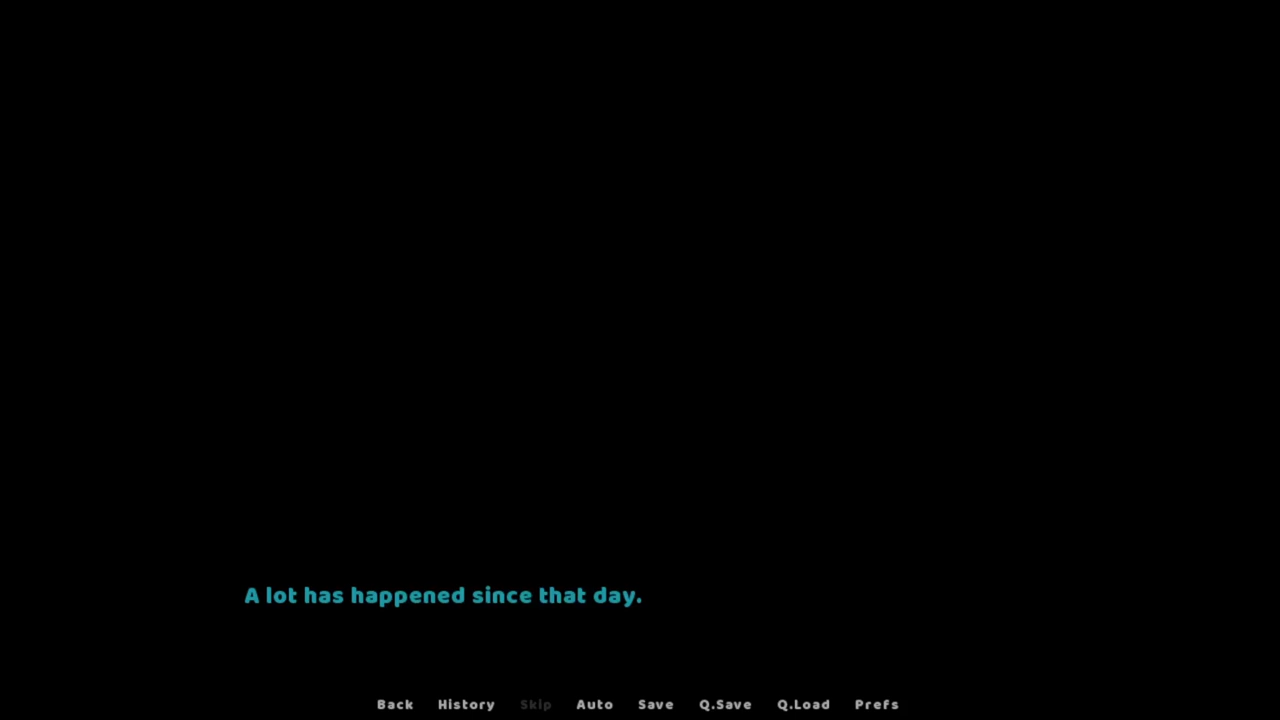 A lot has happened since that day.
Back History Skip Auto Save Q.Save Q.Load Prefs